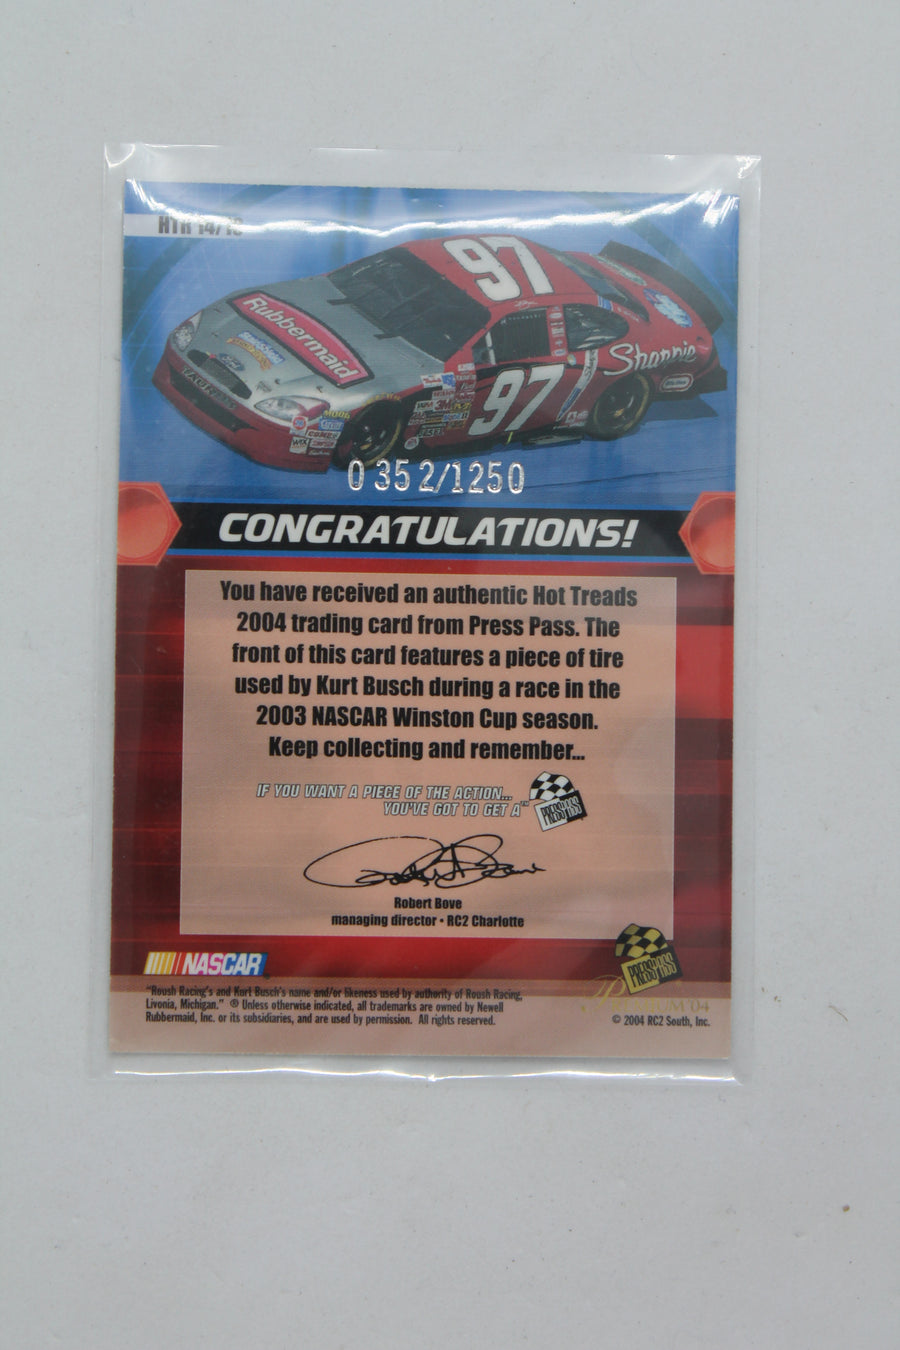 HTR 14/18
97
Rubbermaid
Sharpie
TAURUS
97
MOOG
0352/1250
CONGRATULATIONS!
You have received an authentic Hot Treads
2004 trading card from Press Pass. The
front of this card features a piece of tire
used by Kurt Busch during a race in the
2003 NASCAR Winston Cup season.
Keep collecting and remember...
IF YOU WANT A PIECE OF THE ACTION...
YOU'VE GOT TO GET A™
PRESS PASS
Robert Bove
managing director • RC2 Charlotte
NASCAR
PRESS PASS
PREMIUM '04
"Roush Racing's and Kurt Busch's name and/or likeness used by authority of Roush Racing,
Livonia, Michigan." ® Unless otherwise indicated, all trademarks are owned by Newell
Rubbermaid, Inc. or its subsidiaries, and are used by permission. All rights reserved.
© 2004 RC2 South, Inc.